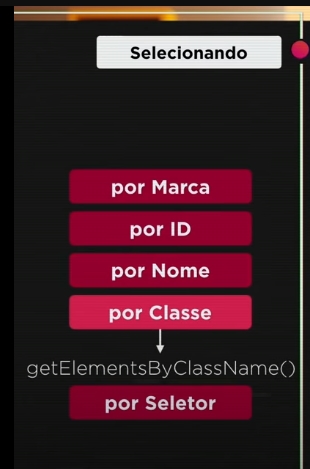 Selecionando
por Marca
por ID
por Nome
por Classe
getElementsByClassName()
por Seletor